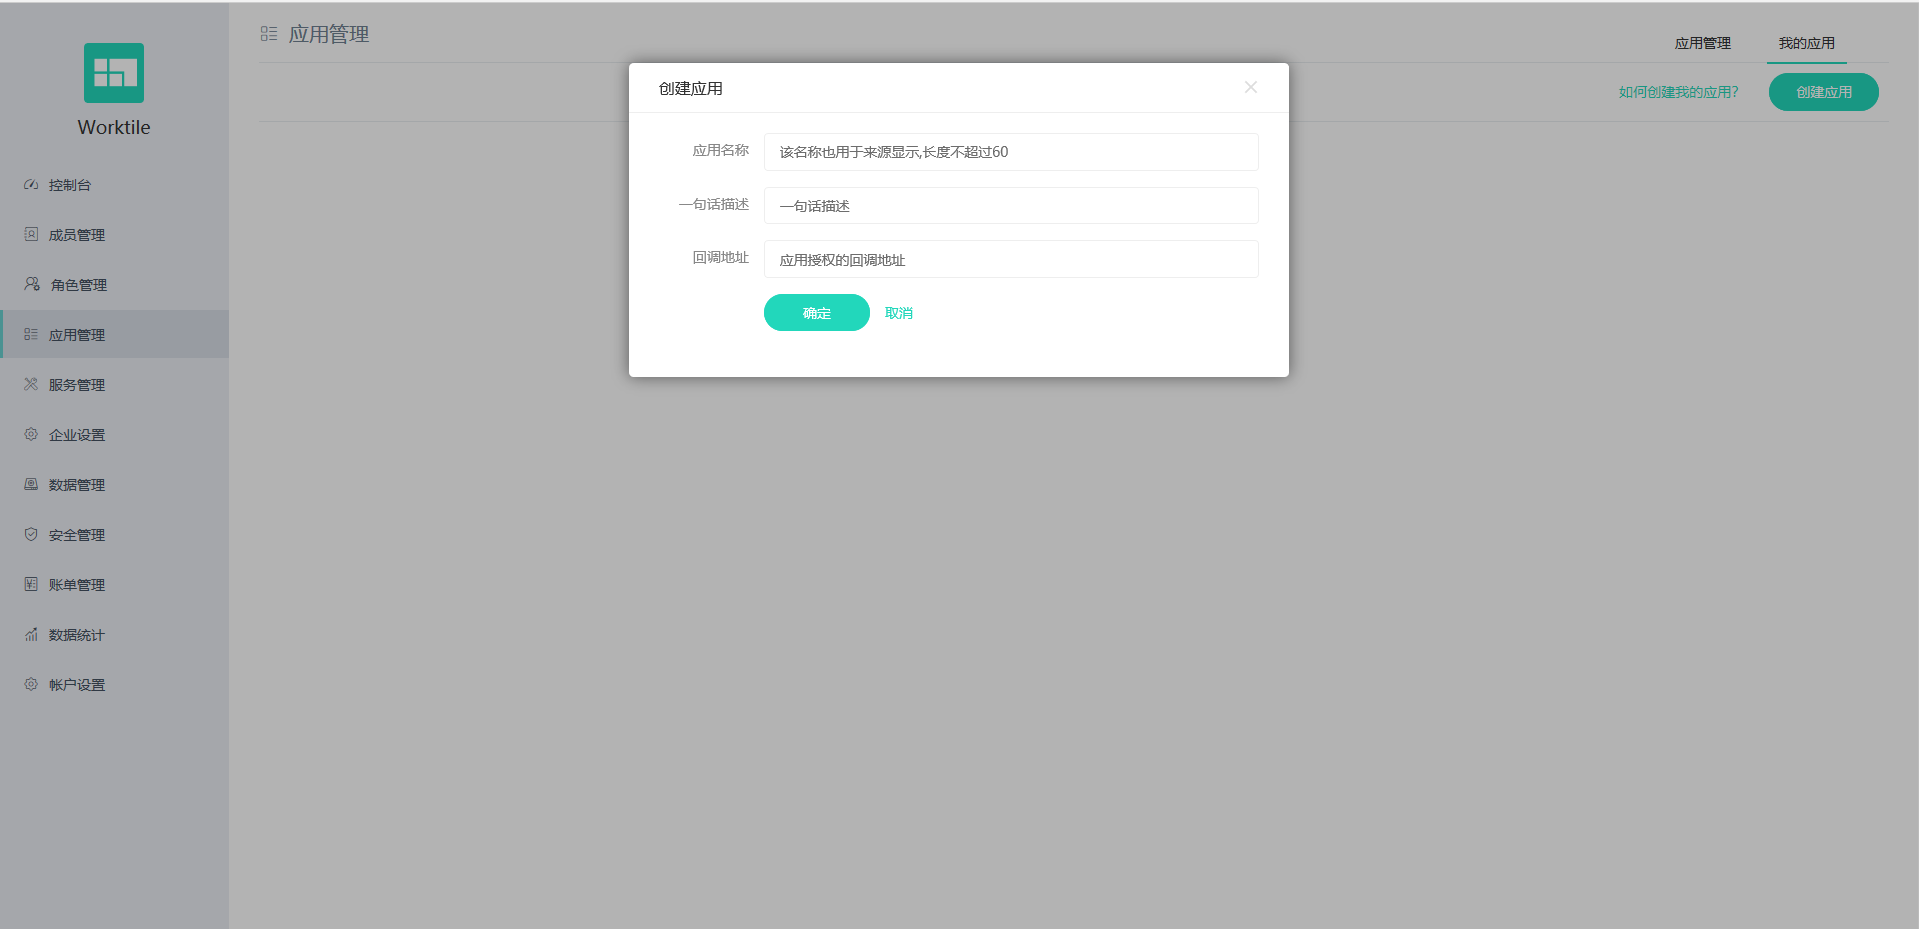 Worktile
控制台
成员管理
角色管理
应用管理
服务管理
企业设置
数据管理
安全管理
账单管理
数据统计
帐户设置
应用管理
应用管理 我的应用
如何创建我的应用? 创建应用
创建应用
应用名称 该名称也用于来源显示,长度不超过60
一句话描述 一句话描述
回调地址 应用授权的回调地址
确定 取消